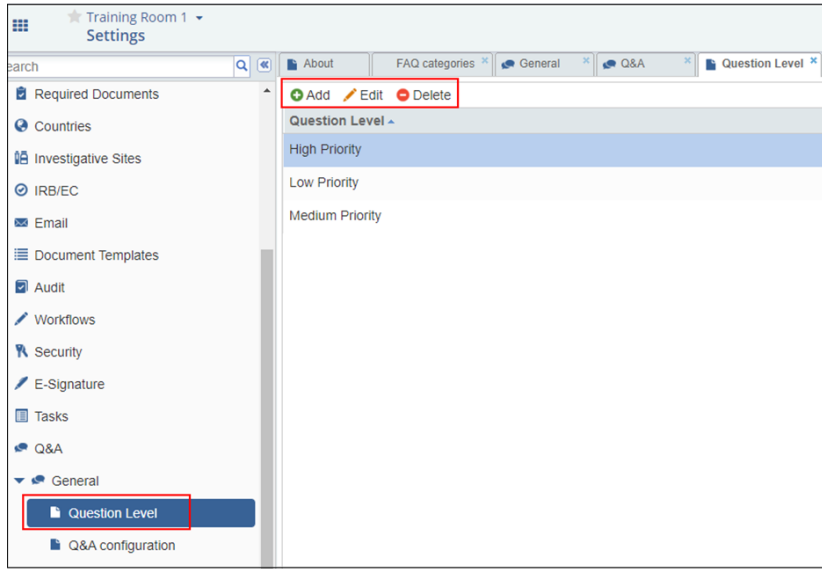 Training Room 1
Settings
earch
About
FAQ categories
General
Q&A
Question Level
Required Documents
Countries
Investigative Sites
IRB/EC
Email
Document Templates
Audit
Workflows
Security
E-Signature
Tasks
Q&A
General
Question Level
Q&A configuration
Add Edit Delete
Question Level
High Priority
Low Priority
Medium Priority